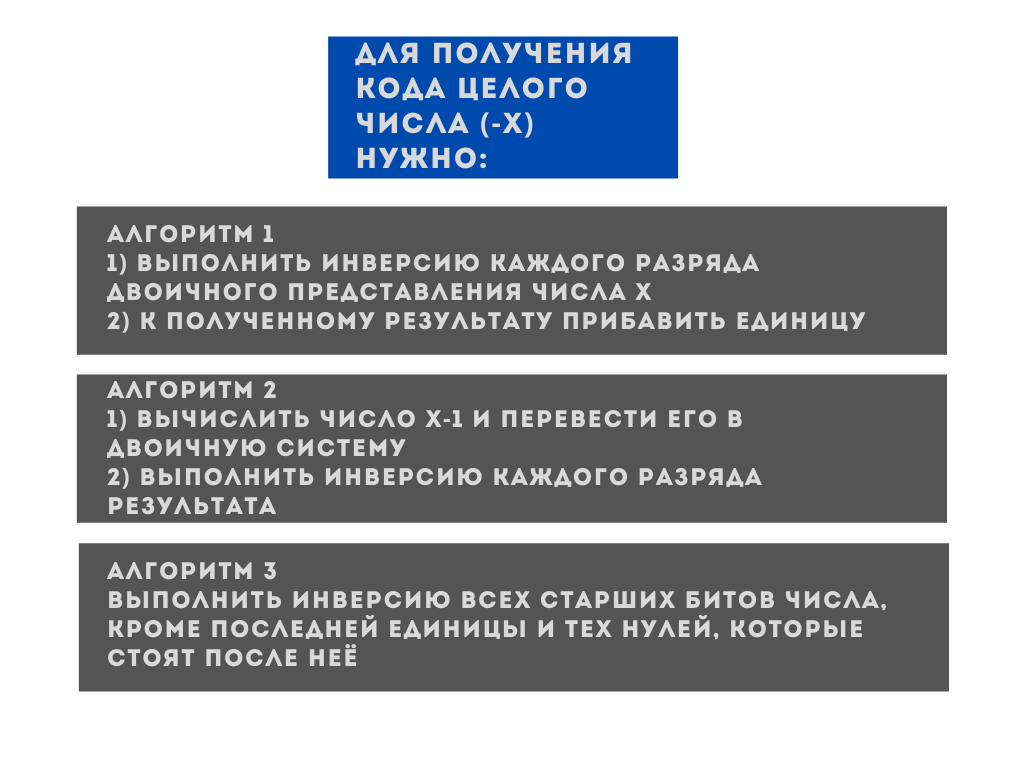 ДЛЯ ПОЛУЧЕНИЯ
КОДА ЦЕЛОГО
ЧИСЛА (-X)
НУЖНО:
АЛГОРИТМ 1
1) ВЫПОЛНИТЬ ИНВЕРСИЮ КАЖДОГО РАЗРЯДА
ДВОИЧНОГО ПРЕДСТАВЛЕНИЯ ЧИСЛА X
2) К ПОЛУЧЕННОМУ РЕЗУЛЬТАТУ ПРИБАВИТЬ ЕДИНИЦУ
АЛГОРИТМ 2
1) ВЫЧИСЛИТЬ ЧИСЛО X-1 И ПЕРЕВЕСТИ ЕГО В
ДВОИЧНУЮ СИСТЕМУ
2) ВЫПОЛНИТЬ ИНВЕРСИЮ КАЖДОГО РАЗРЯДА
РЕЗУЛЬТАТА
АЛГОРИТМ 3
ВЫПОЛНИТЬ ИНВЕРСИЮ ВСЕХ СТАРШИХ БИТОВ ЧИСЛА,
КРОМЕ ПОСЛЕДНЕЙ ЕДИНИЦЫ И ТЕХ НУЛЕЙ, КОТОРЫЕ
СТОЯТ ПОСЛЕ НЕЁ